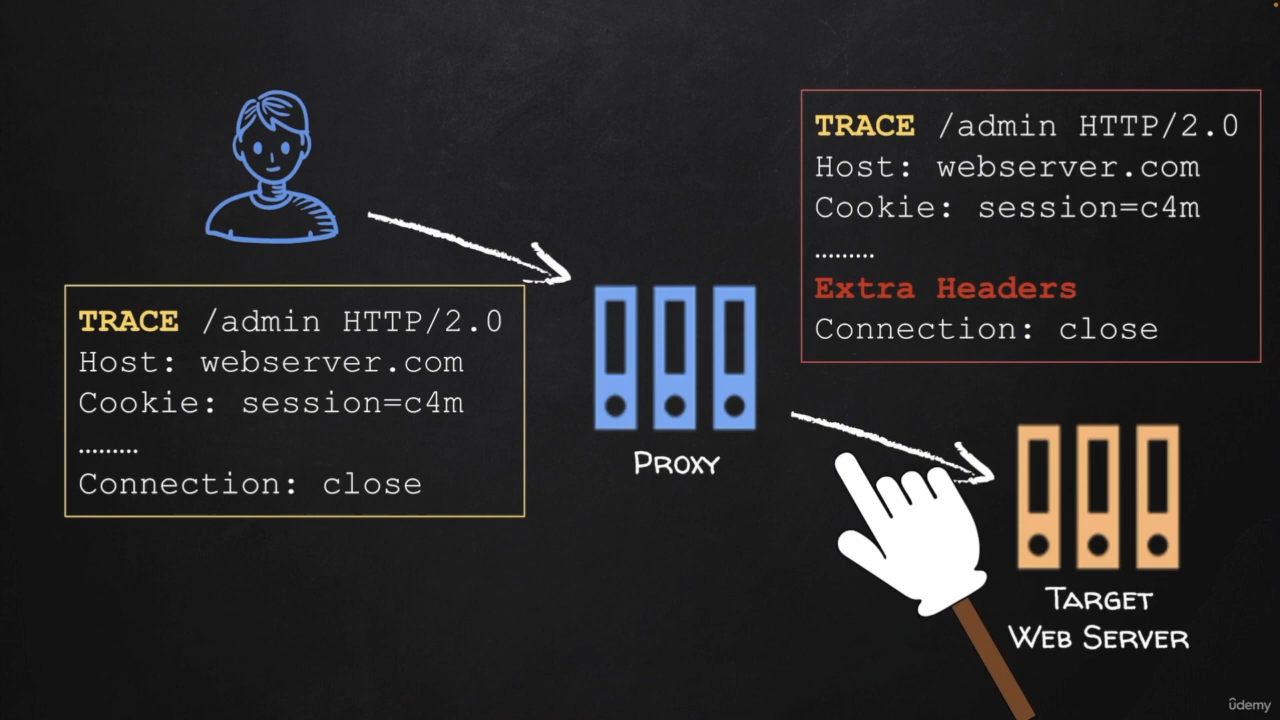 TRACE /admin HTTP/2.0
Host: webserver.com
Cookie: session=c4m
.........
Connection: close
PROXY
TRACE /admin HTTP/2.0
Host: webserver.com
Cookie: session=c4m
.........
Extra Headers
Connection: close
TARGET
WEB SERVER
ûdemy